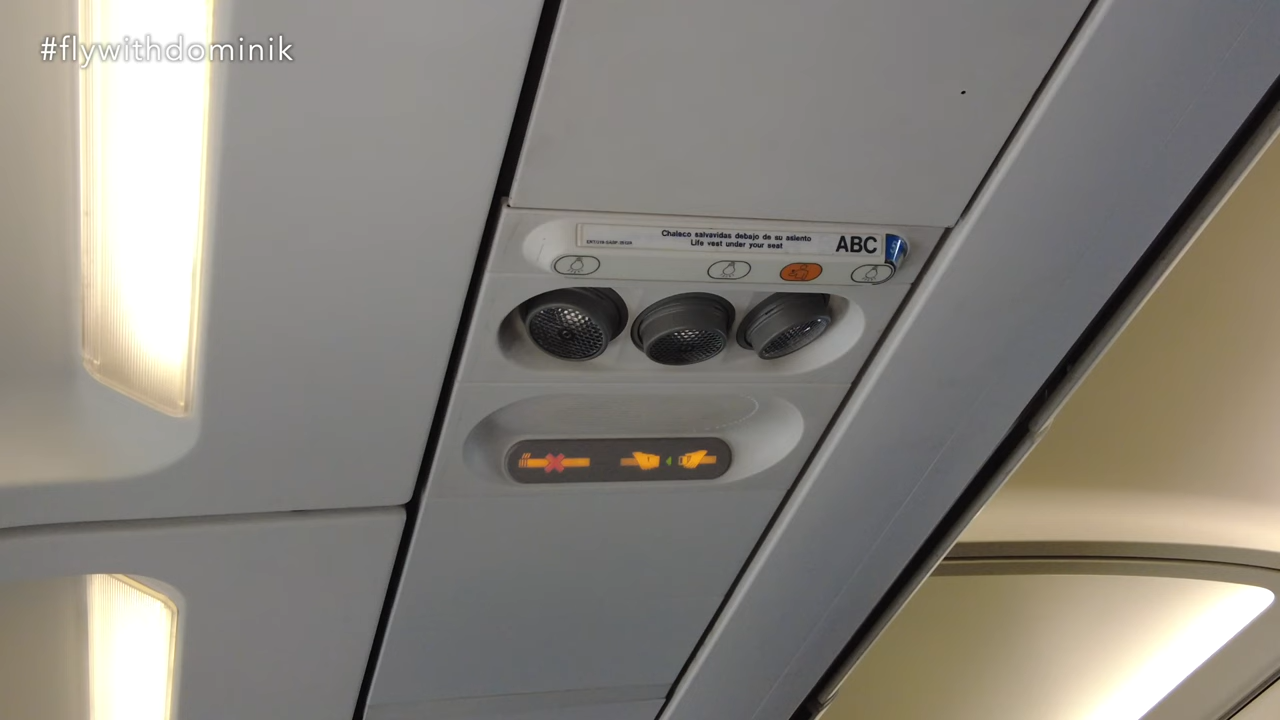 #flywithdominik
Chaleco salvavidas debajo de su asiento
Life vest under your seat
ABC